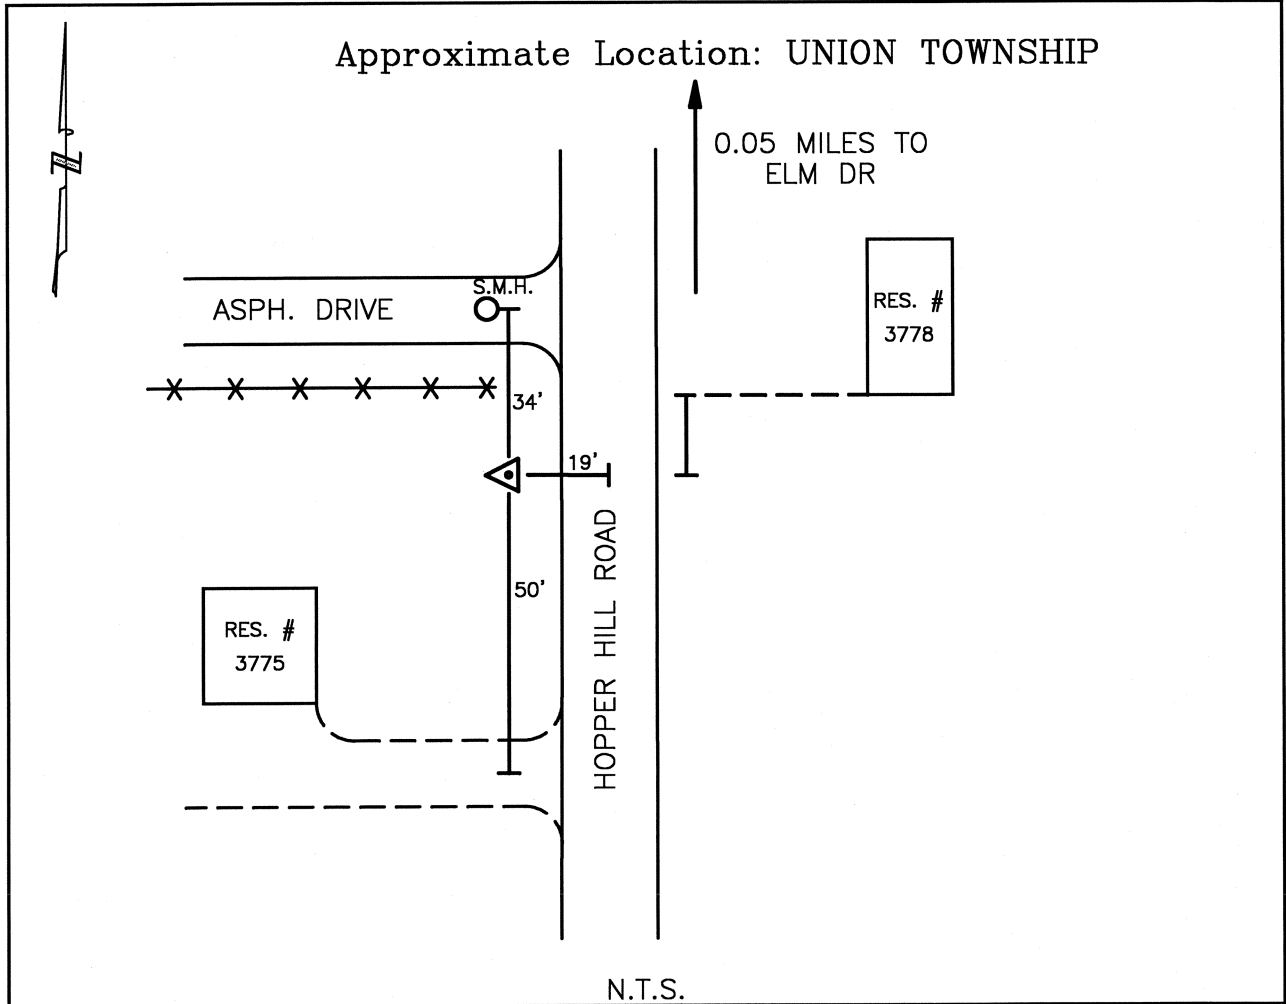 Approximate Location: UNION TOWNSHIP
N
0.05 MILES TO
ELM DR
S.M.H.
ASPH. DRIVE
RES. #
3778
34'
19'
HOPPER HILL ROAD
50'
RES. #
3775
N.T.S.